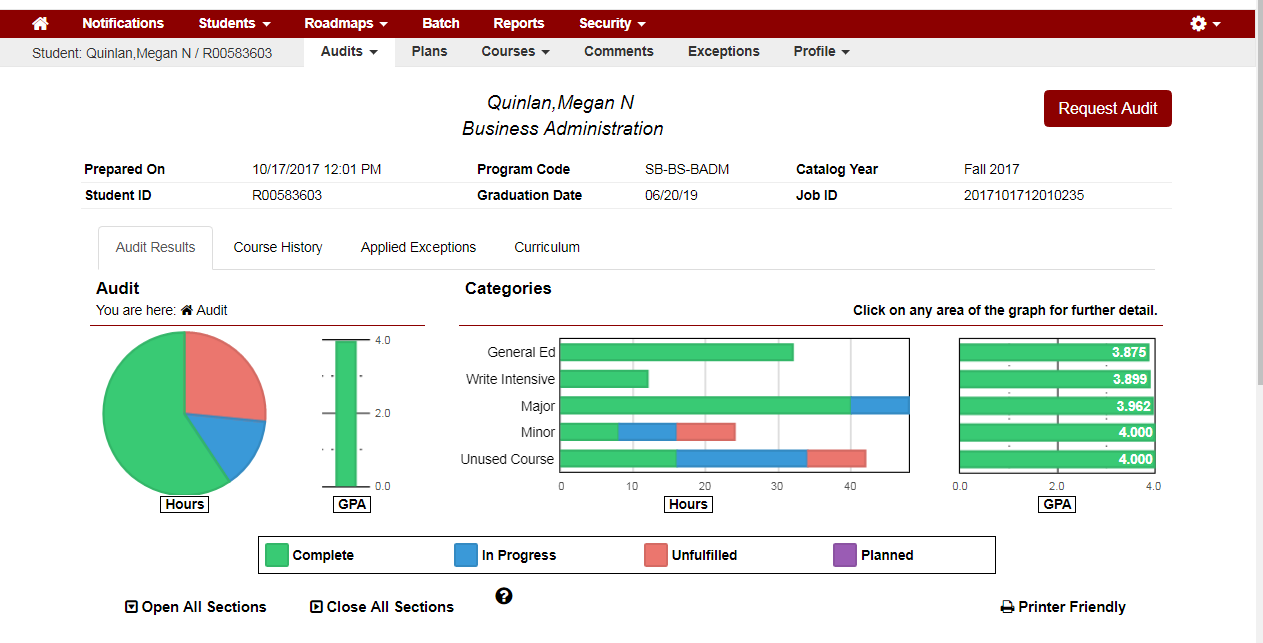 Notifications Students Roadmaps Batch Reports Security
Student: Quinlan,Megan N / R00583603 Audits Plans Courses Comments Exceptions Profile
Quinlan,Megan N
Business Administration
Request Audit
Prepared On 10/17/2017 12:01 PM Program Code SB-BS-BADM Catalog Year Fall 2017
Student ID R00583603 Graduation Date 06/20/19 Job ID 2017101712010235
Audit Results Course History Applied Exceptions Curriculum
Audit
You are here: Audit
4.0
2.0
0.0
Hours GPA
Categories
Click on any area of the graph for further detail.
General Ed 3.875
Write Intensive 3.899
Major 3.962
Minor 4.000
Unused Course 4.000
0 10 20 30 40 0.0 2.0 4.0
Hours GPA
Complete In Progress Unfulfilled Planned
Open All Sections Close All Sections ? Printer Friendly